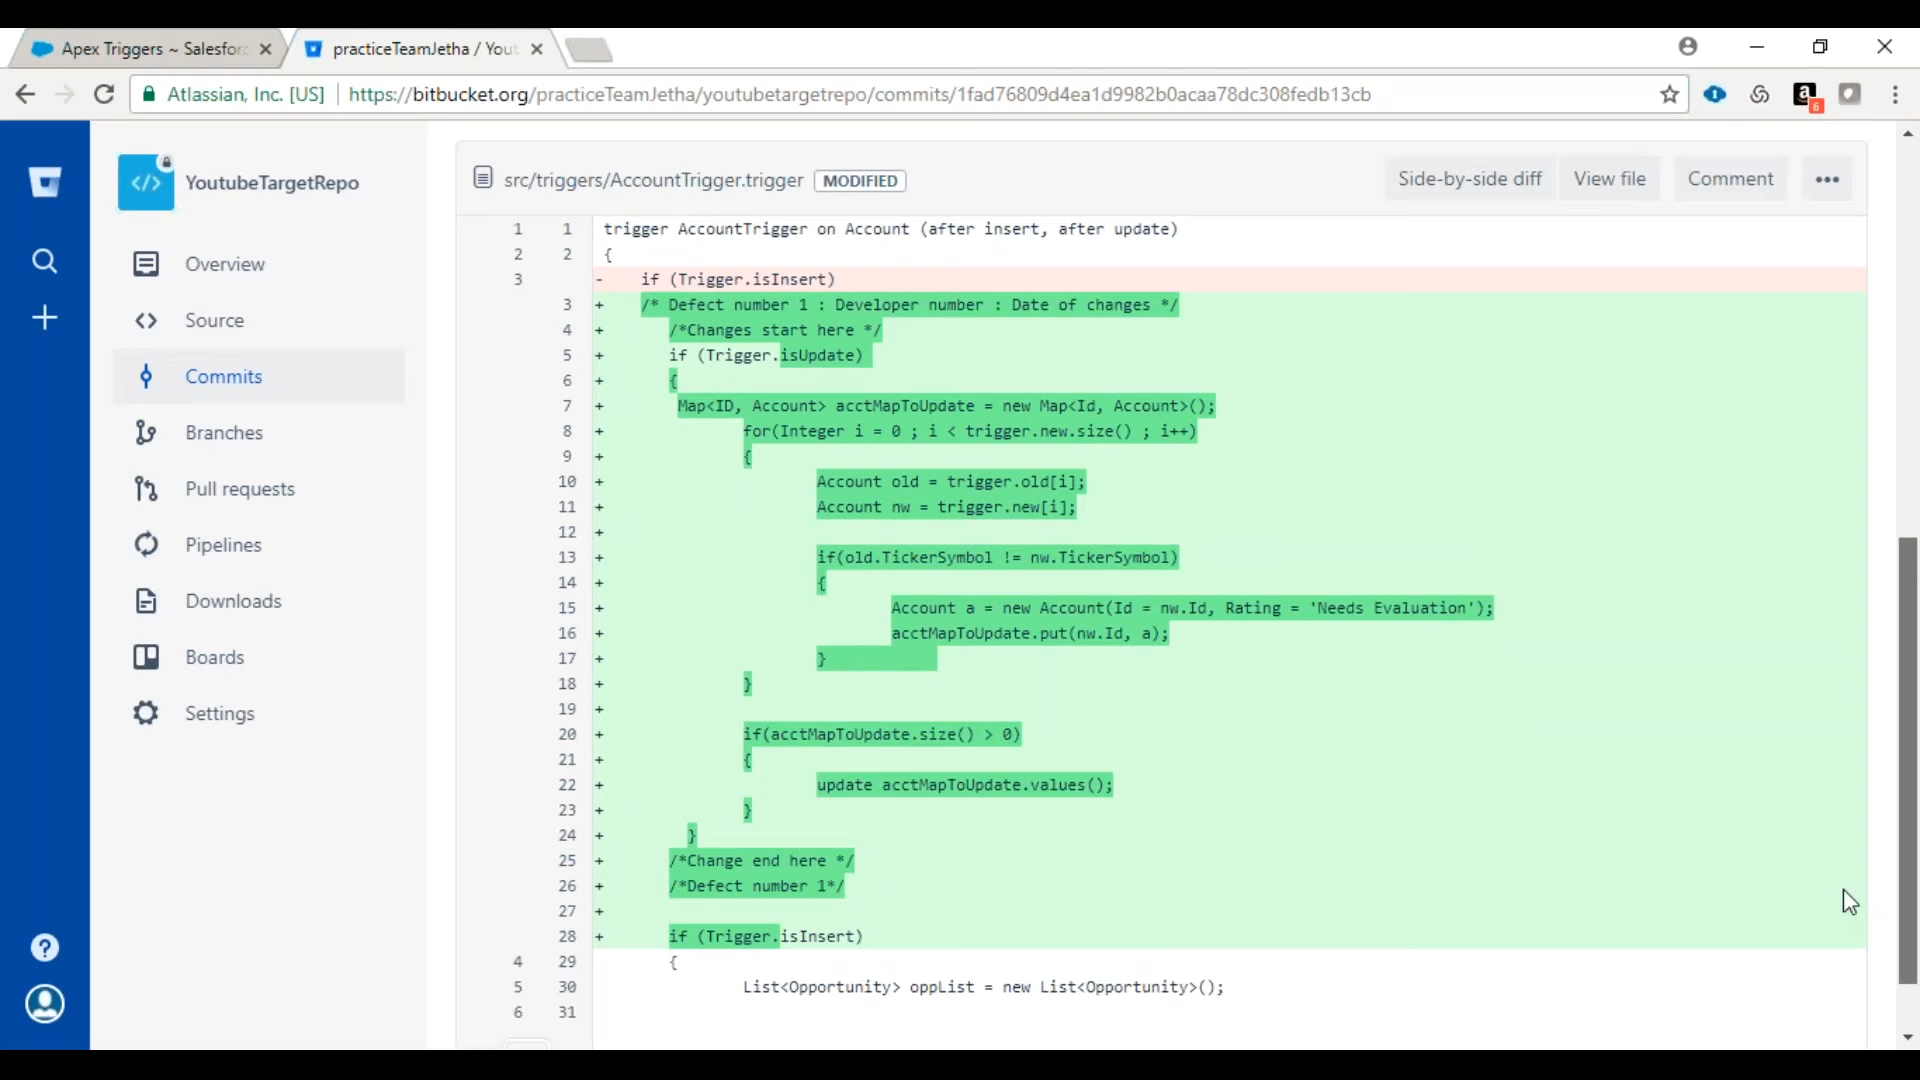 Apex Triggers ~ Salesforc
practiceTeamJetha / Yout
Atlassian, Inc. [US]
https://bitbucket.org/practiceTeamJetha/youtubetargetrepo/commits/1fad76809d4ea1d9982b0acaa78dc308fedb13cb
6
YoutubeTargetRepo
Overview
Source
Commits
Branches
Pull requests
Pipelines
Downloads
Boards
Settings
src/triggers/AccountTrigger.trigger MODIFIED
Side-by-side diff
View file
Comment
•••
1 1 trigger AccountTrigger on Account (after insert, after update)
2 2 {
3 - if (Trigger.isInsert)
3 + /* Defect number 1 : Developer number : Date of changes */
4 + /*Changes start here */
5 + if (Trigger.isUpdate)
6 + {
7 + Map<ID, Account> acctMapToUpdate = new Map<Id, Account>();
8 + for(Integer i = 0 ; i < trigger.new.size() ; i++)
9 + {
10 + Account old = trigger.old[i];
11 + Account nw = trigger.new[i];
12 +
13 + if(old.TickerSymbol != nw.TickerSymbol)
14 + {
15 + Account a = new Account(Id = nw.Id, Rating = 'Needs Evaluation');
16 + acctMapToUpdate.put(nw.Id, a);
17 + }
18 + }
19 +
20 + if(acctMapToUpdate.size() > 0)
21 + {
22 + update acctMapToUpdate.values();
23 + }
24 + }
25 + /*Change end here */
26 + /*Defect number 1*/
27 +
28 + if (Trigger.isInsert)
4 29 {
5 30 List<Opportunity> oppList = new List<Opportunity>();
6 31